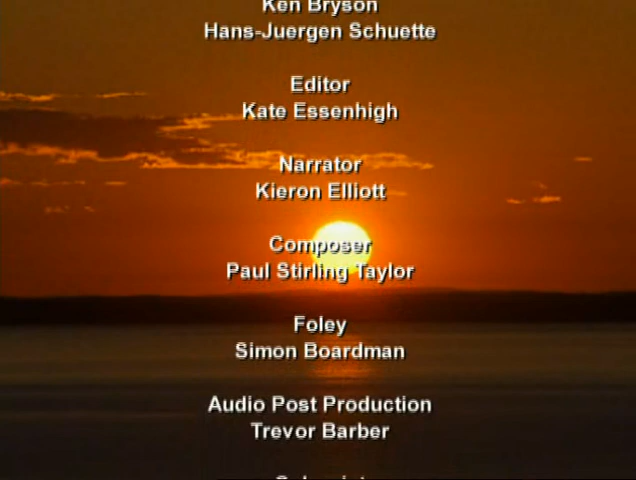 Ken Bryson
Hans-Juergen Schuette
Editor
Kate Essenhigh
Narrator
Kieron Elliott
Composer
Paul Stirling Taylor
Foley
Simon Boardman
Audio Post Production
Trevor Barber